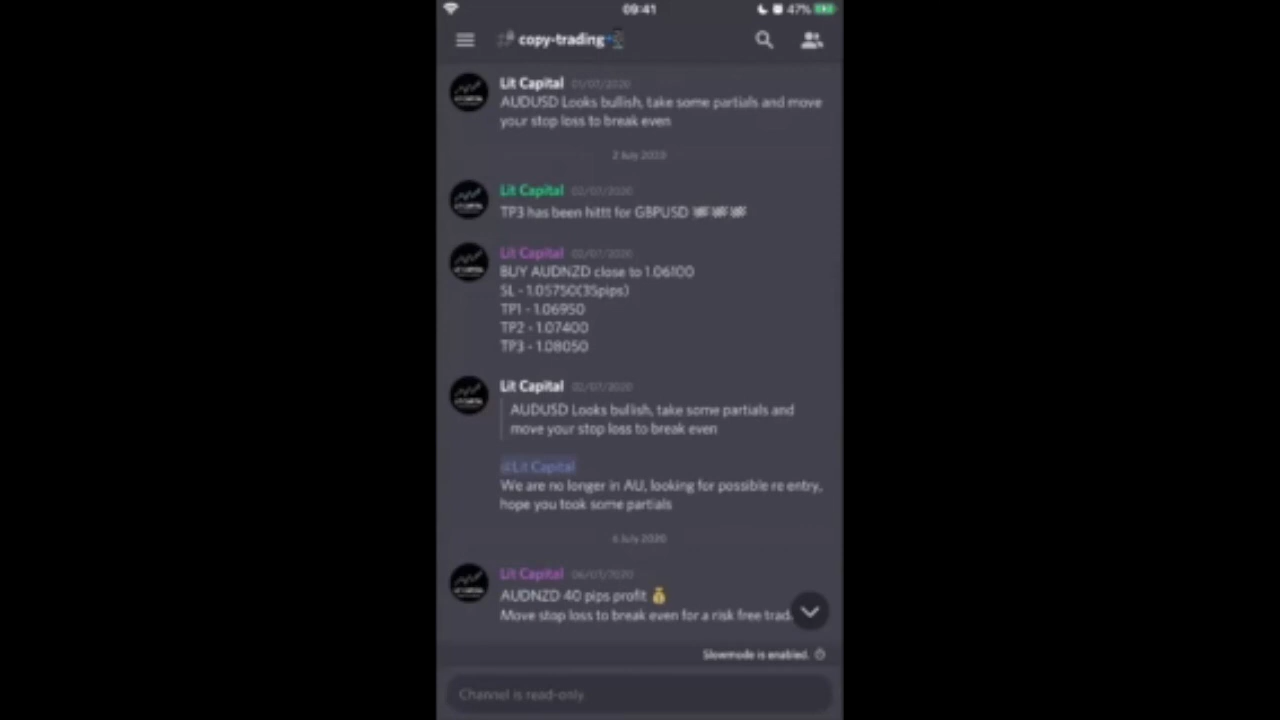 09:41
47%
copy-trading
Lit Capital 01/07/2020
AUDUSD Looks bullish, take some partials and move
your stop loss to break even
2 July 2020
Lit Capital 02/07/2020
TP3 has been hittt for GBPUSD
Lit Capital 02/07/2020
BUY AUDNZD close to 1.06100
SL - 1.05750(35pips)
TP1 - 1.06950
TP2 - 1.07400
TP3 - 1.08050
Lit Capital 02/07/2020
AUDUSD Looks bullish, take some partials and
move your stop loss to break even
@Lit Capital
We are no longer in AU, looking for possible re entry,
hope you took some partials
6 July 2020
Lit Capital 06/07/2020
AUDNZD 40 pips profit 💰
Move stop loss to break even for a risk free trad
Slowmode is enabled.
Channel is read-only